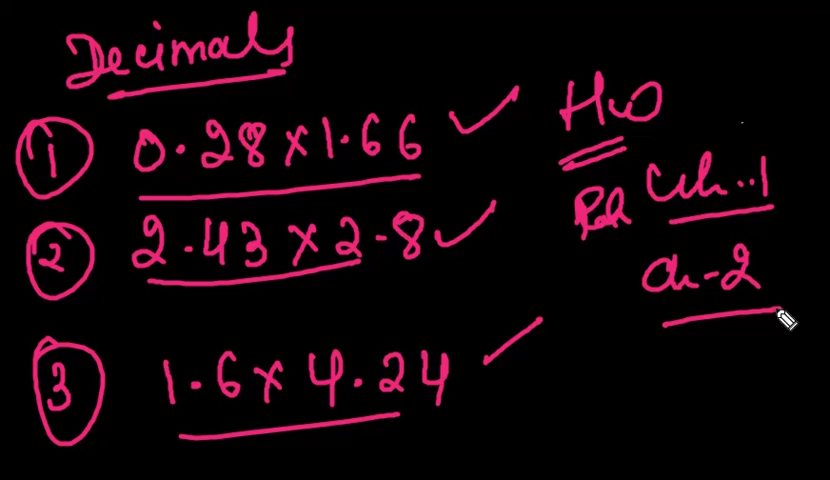 Decimals
① 0.28×1.66 ✓
② 2.43×2.8 ✓
③ 1.6×4.24
HW
Ch-1
Ch-2